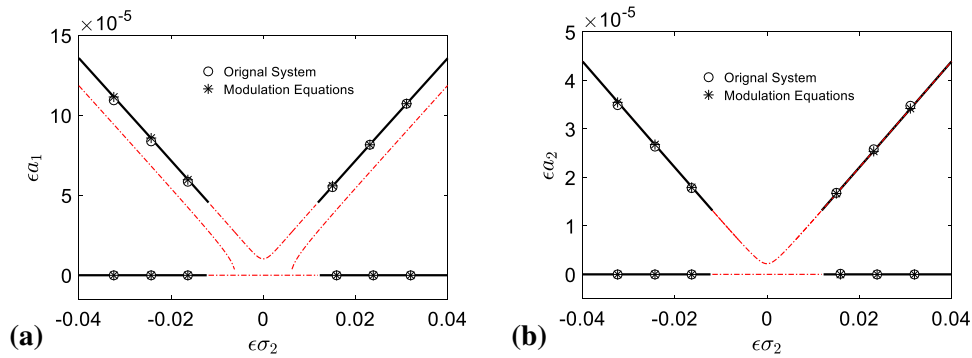 ×10⁻⁵
15
10
5
0
ϵa₁
Orignal System
Modulation Equations
-0.04
-0.02
0
0.02
0.04
ϵσ₂
(a)
×10⁻⁵
5
4
3
2
1
0
ϵa₂
Orignal System
Modulation Equations
-0.04
-0.02
0
0.02
0.04
ϵσ₂
(b)